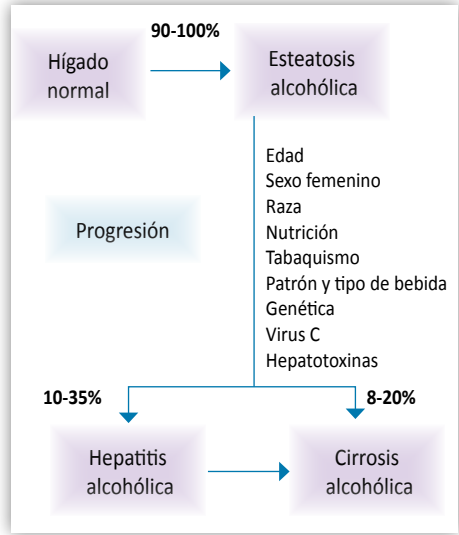 90-100%
Hígado
normal
Esteatosis
alcohólica
Edad
Sexo femenino
Raza
Nutrición
Tabaquismo
Patrón y tipo de bebida
Genética
Virus C
Hepatotoxinas
Progresión
10-35%
8-20%
Hepatitis
alcohólica
Cirrosis
alcohólica